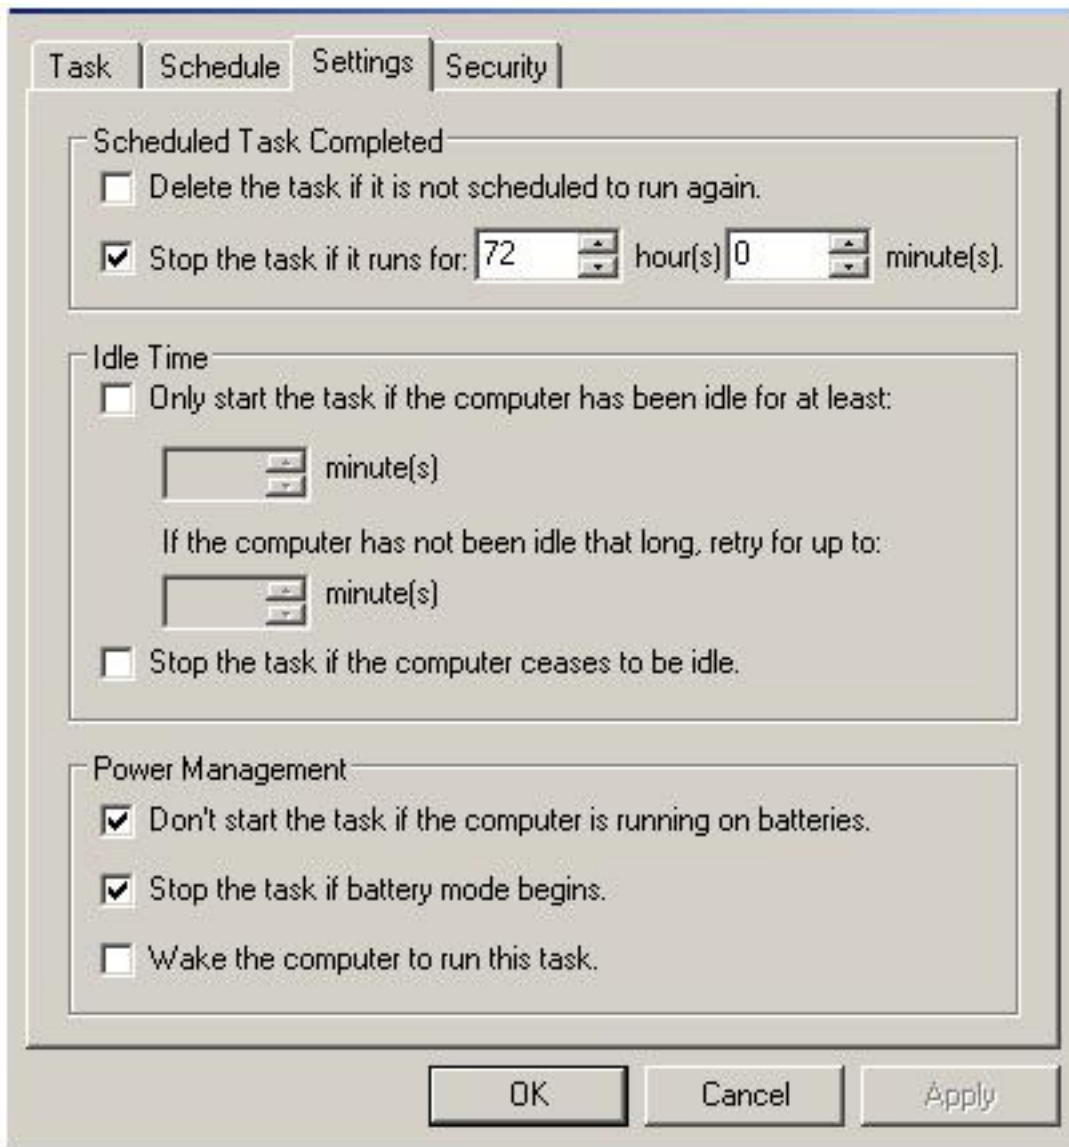 Task Schedule Settings Security
Scheduled Task Completed
Delete the task if it is not scheduled to run again.
Stop the task if it runs for: 72 hour(s) 0 minute(s).
Idle Time
Only start the task if the computer has been idle for at least:
minute(s)
If the computer has not been idle that long, retry for up to:
minute(s)
Stop the task if the computer ceases to be idle.
Power Management
Don't start the task if the computer is running on batteries.
Stop the task if battery mode begins.
Wake the computer to run this task.
OK Cancel Apply